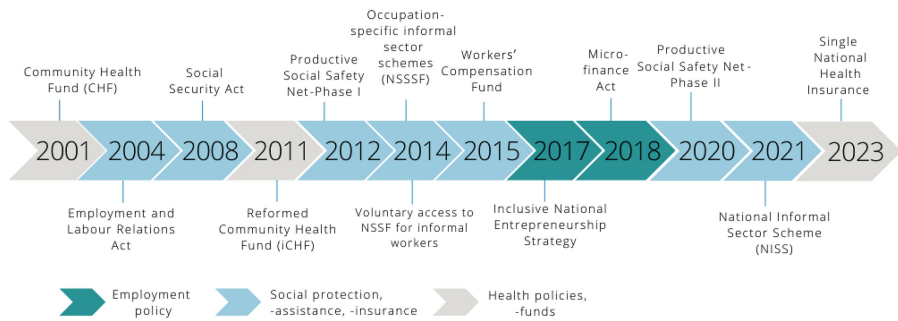 Community Health
Fund (CHF)
Social
Security Act
Productive
Social Safety
Net-Phase I
Occupation-
specific informal
sector
schemes (NSSSF)
Workers'
Compensation
Fund
Micro-
finance
Act
Productive
Social Safety Net-
Phase II
Single
National
Health
Insurance
2001
2004
2008
2011
2012
2014
2015
2017
2018
2020
2021
2023
Employment and
Labour Relations
Act
Reformed
Community Health
Fund (iCHF)
Voluntary access to
NSSF for informal
workers
Inclusive National
Entrepreneurship
Strategy
National Informal
Sector Scheme
(NISS)
Employment
policy
Social protection,
-assistance, -insurance
Health policies,
-funds